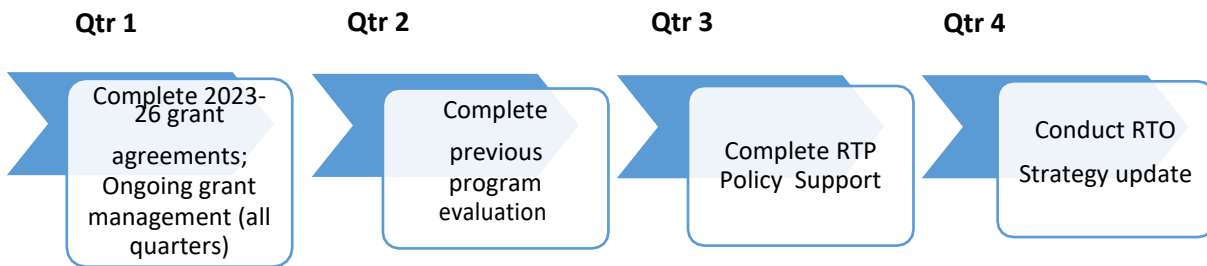 Qtr 1
Complete 2023-
26 grant
agreements;
Ongoing grant
management (all
quarters)
Qtr 2
Complete
previous
program
evaluation
Qtr 3
Complete RTP
Policy Support
Qtr 4
Conduct RTO
Strategy update